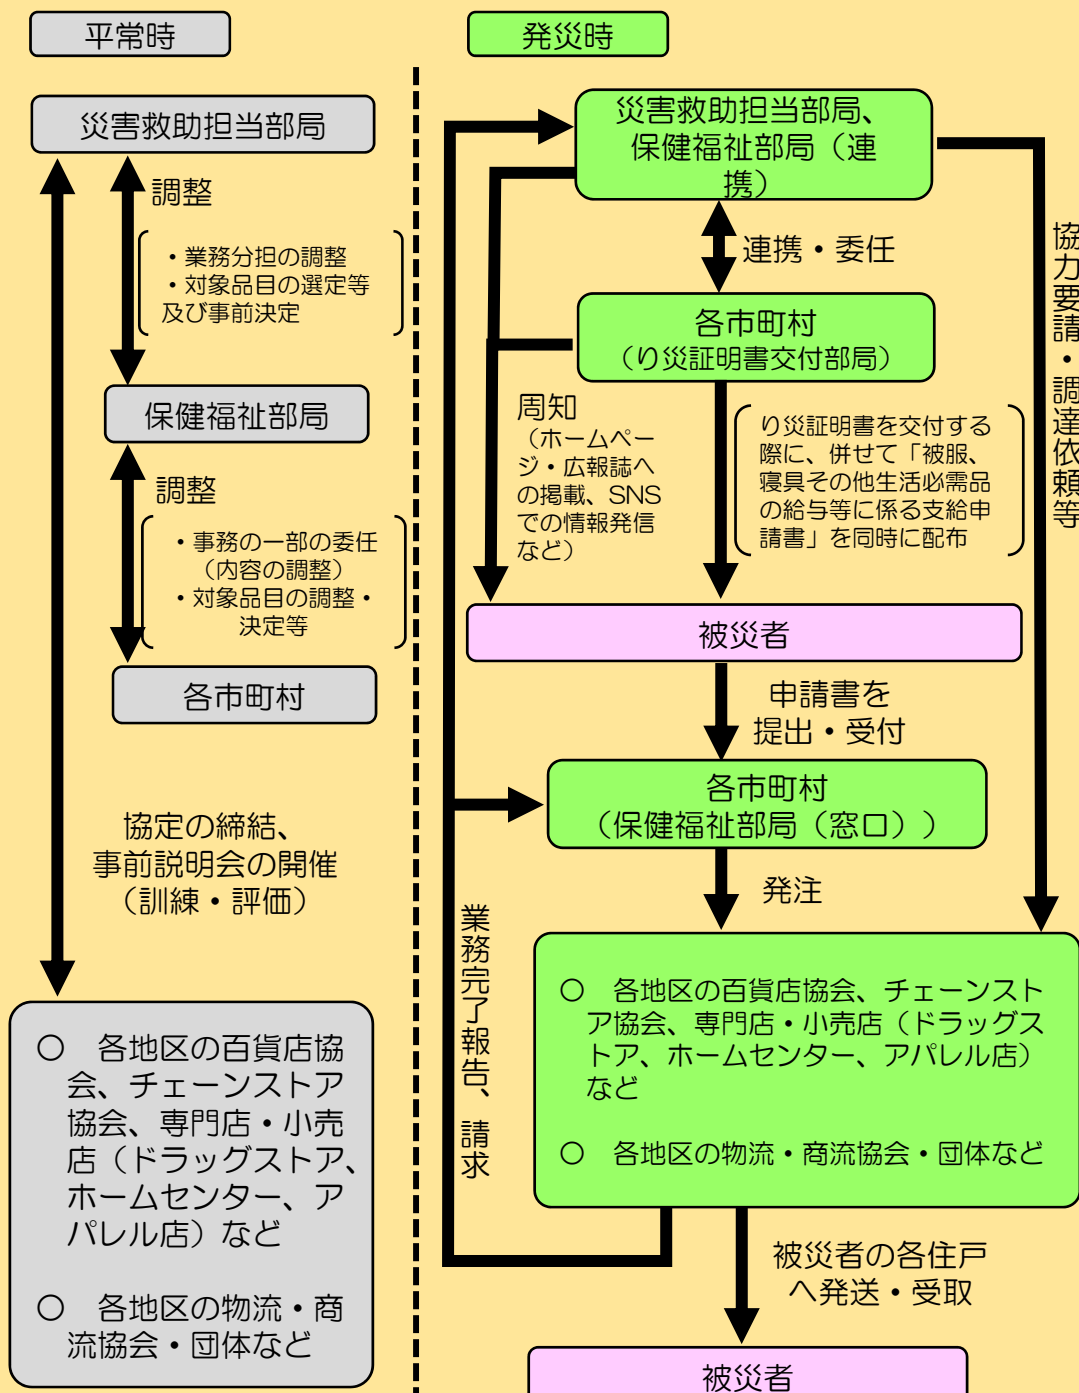 平常時
災害救助担当部局
調整
・業務分担の調整
・対象品目の選定等
及び事前決定
保健福祉部局
調整
・事務の一部の委任
（内容の調整）
・対象品目の調整・
決定等
各市町村
協定の締結、
事前説明会の開催
（訓練・評価）
○　各地区の百貨店協
会、チェーンストア
協会、専門店・小売
店（ドラッグストア、
ホームセンター、ア
パレル店）など
○　各地区の物流・商
流協会・団体など
発災時
災害救助担当部局、
保健福祉部局（連
携）
連携・委任
協力要請・調達依頼等
各市町村
（り災証明書交付部局）
周知
（ホームペー
ジ・広報誌へ
の掲載、SNS
での情報発信
など）
り災証明書を交付する
際に、併せて「被服、
寝具その他生活必需品
の給与等に係る支給申
請書」を同時に配布
被災者
申請書を
提出・受付
各市町村
（保健福祉部局（窓口））
発注
業務完了報告、請求
○　各地区の百貨店協会、チェーンスト
ア協会、専門店・小売店（ドラッグス
トア、ホームセンター、アパレル店）
など
○　各地区の物流・商流協会・団体など
被災者の各住戸
へ発送・受取
被災者